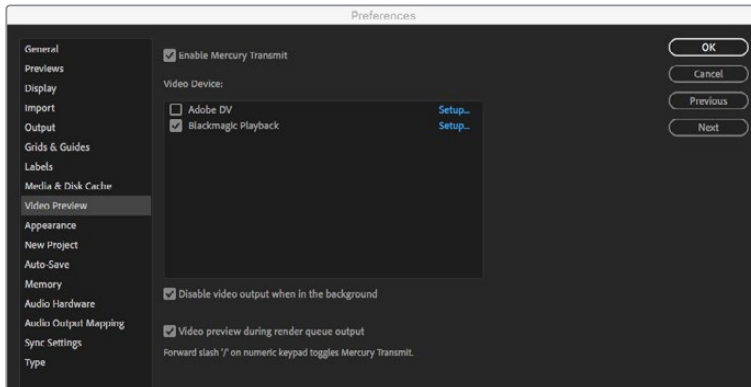 Preferences
General
Previews
Display
Import
Output
Grids & Guides
Labels
Media & Disk Cache
Video Preview
Appearance
New Project
Auto-Save
Memory
Audio Hardware
Audio Output Mapping
Sync Settings
Type
Enable Mercury Transmit
Video Device:
Adobe DV Setup...
Blackmagic Playback Setup...
Disable video output when in the background
Video preview during render queue output
Forward slash '/' on numeric keypad toggles Mercury Transmit.
OK
Cancel
Previous
Next